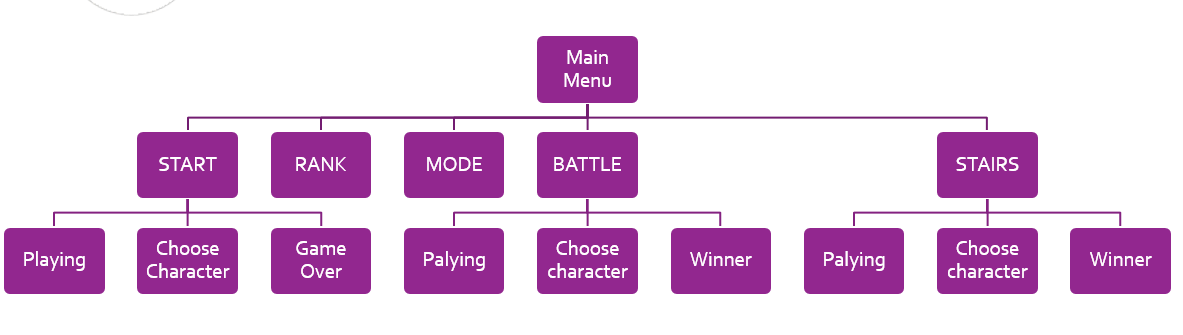 Main
Menu
START
RANK
MODE
BATTLE
STAIRS
Playing
Choose
Character
Game
Over
Palying
Choose
character
Winner
Palying
Choose
character
Winner